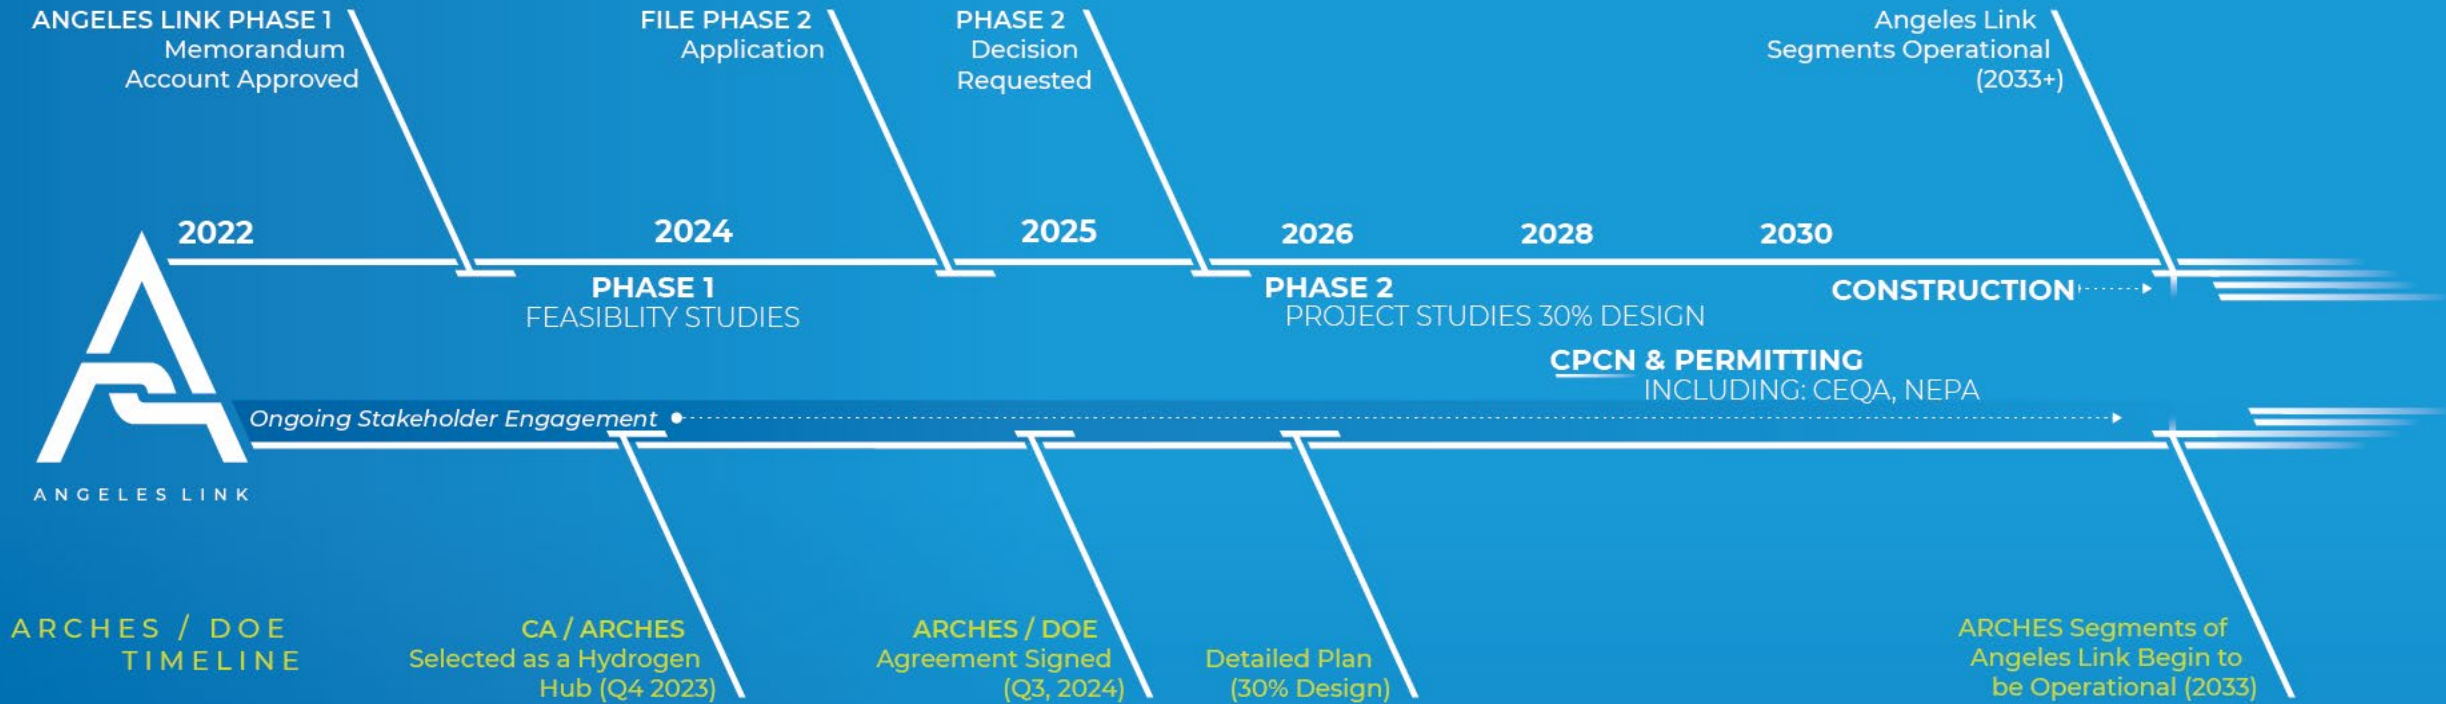 ANGELES LINK PHASE 1
Memorandum
Account Approved
FILE PHASE 2
Application
PHASE 2
Decision
Requested
Angeles Link
Segments Operational
(2033+)
2022
2024
2025
2026
2028
2030
PHASE 1
FEASIBLITY STUDIES
PHASE 2
PROJECT STUDIES 30% DESIGN
CONSTRUCTION
CPCN & PERMITTING
INCLUDING: CEQA, NEPA
Ongoing Stakeholder Engagement
ANGELES LINK
ARCHES / DOE
TIMELINE
CA / ARCHES
Selected as a Hydrogen
Hub (Q4 2023)
ARCHES / DOE
Agreement Signed
(Q3, 2024)
Detailed Plan
(30% Design)
ARCHES Segments of
Angeles Link Begin to
be Operational (2033)